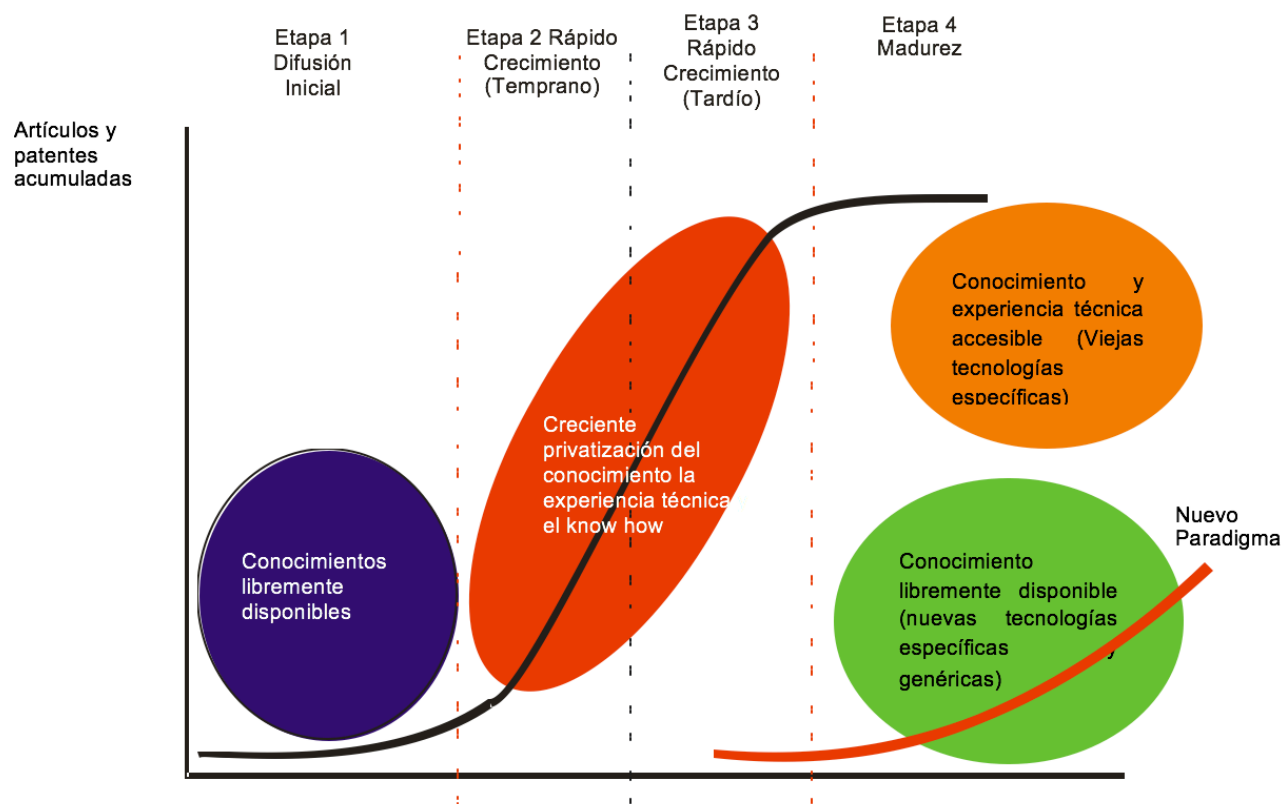 Etapa 1
Difusión
Inicial
Etapa 2 Rápido
Crecimiento
(Temprano)
Etapa 3
Rápido
Crecimiento
(Tardío)
Etapa 4
Madurez
Artículos y
patentes
acumuladas
Conocimientos
libremente
disponibles
Creciente
privatización del
conocimiento la
experiencia técnica
el know how
Conocimiento y
experiencia técnica
accesible (Viejas
tecnologías
específicas)
Conocimiento
libremente disponible
(nuevas tecnologías
específicas y
genéricas)
Nuevo
Paradigma